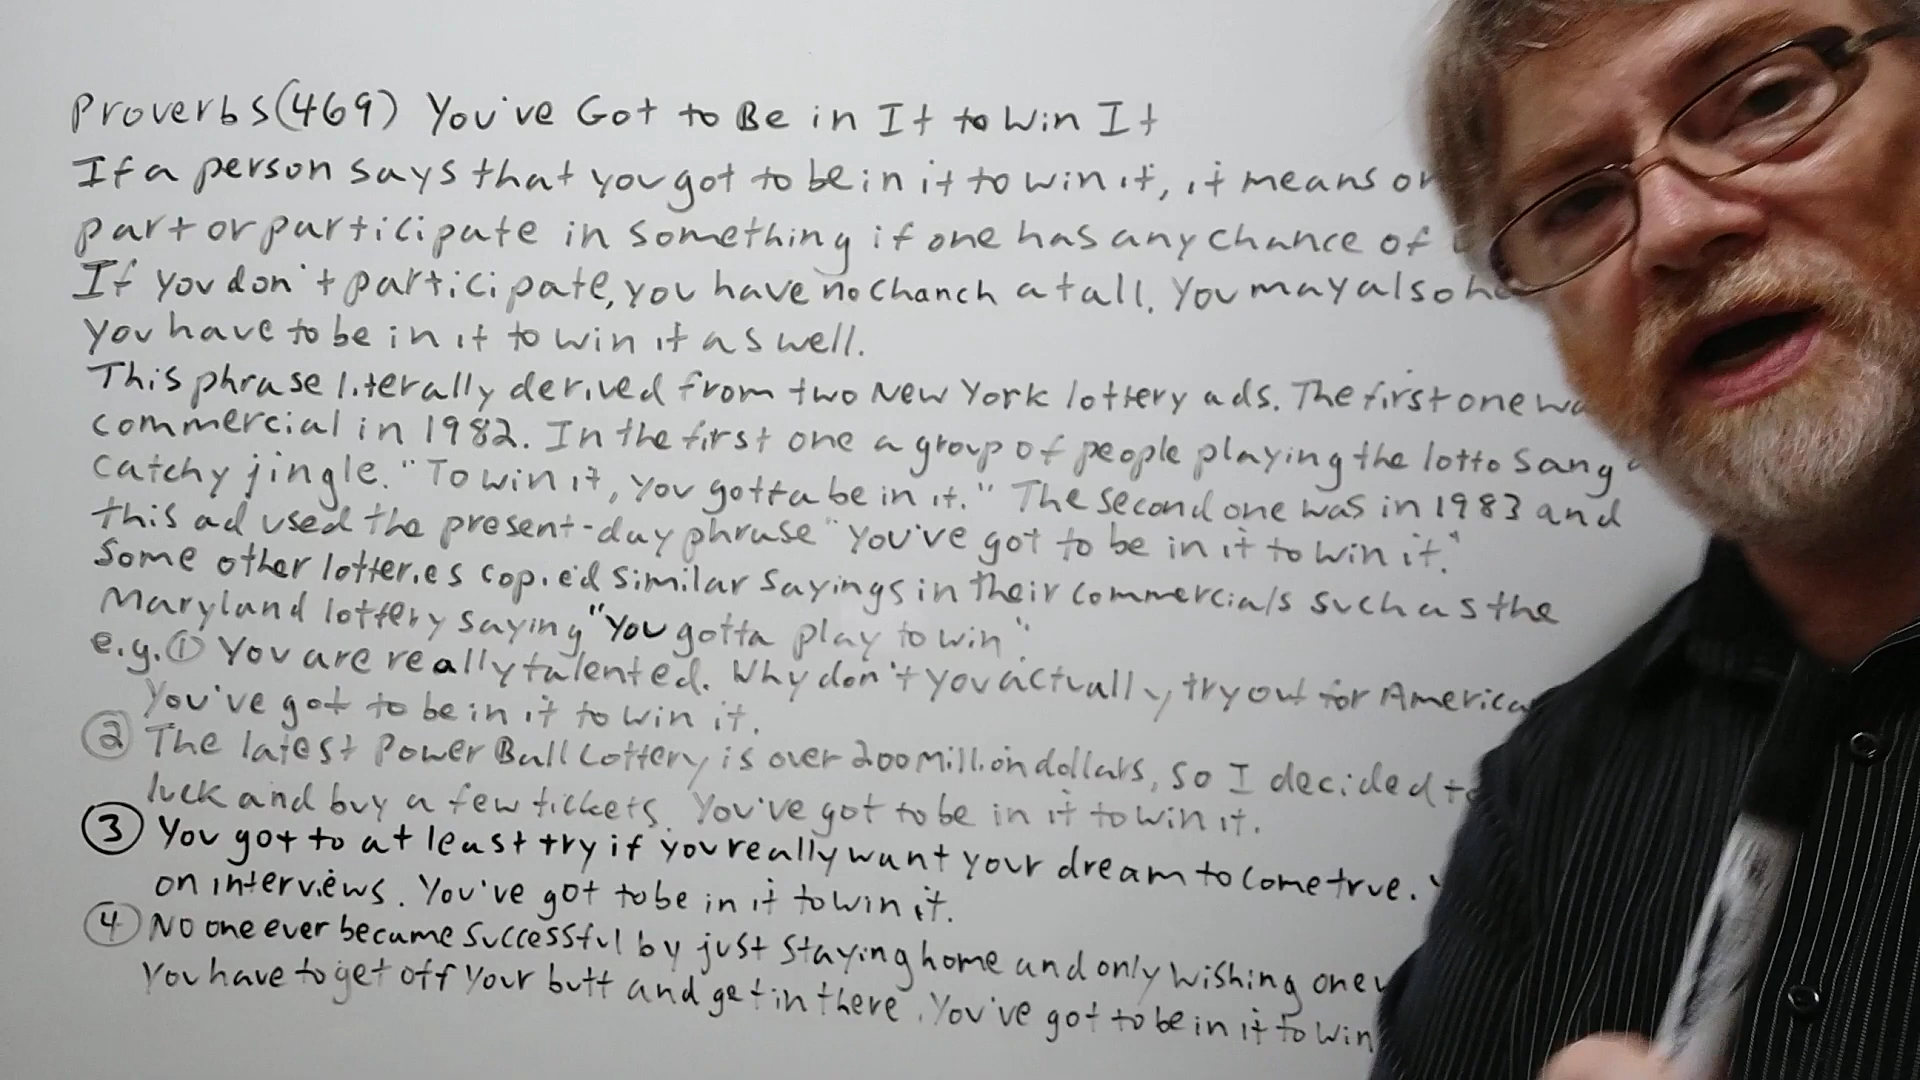 Proverbs(469) You've Got to Be in It to Win It
If a person says that you got to be in it to win it, it means
part or participate in something if one has any chance of
If you don't participate, you have no chanch at all. You may also
you have to be in it to win it as well.
This phrase literally derived from two New York lottery ads. The first one
commercial in 1982. In the first one a group of people playing the lotto sang
catchy jingle. "To win it, you gotta be in it." The second one was in 1983 and
this ad used the present-day phrase "you've got to be in it to win it."
Some other lotteries copied similar sayings in their commercials such as the
Maryland lottery saying "You gotta play to win".
e.g. ① You are really talented. Why don't you actually try out for
You've got to be in it to win it.
② The latest Power Ball Lottery is over 200 million dollars, so I decided
luck and buy a few tickets. You've got to be in it to win it.
③ You got to at least try if you really want your dream to come true.
on interviews. You've got to be in it to win it.
④ No one ever became successful by just staying home and only wishing one
You have to get off your butt and get in there. You've got to be in it to win